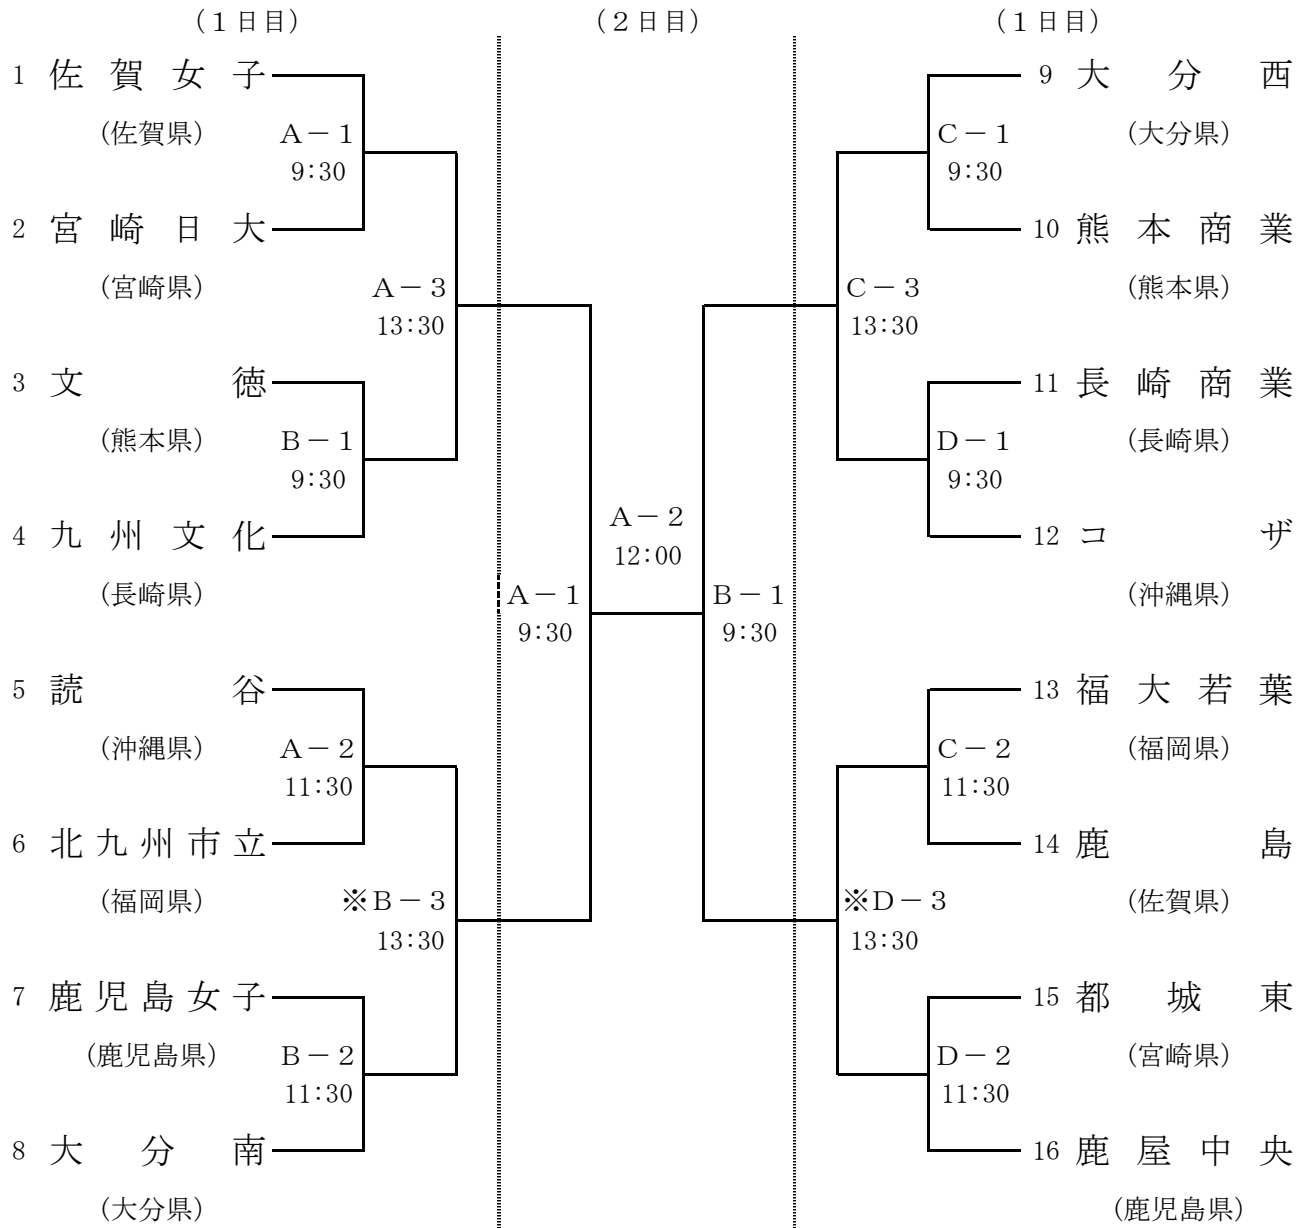 （１日目） （２日目） （１日目）
1 佐賀女子
(佐賀県)
A－1
9:30
2 宮崎日大
(宮崎県)
A－3
13:30
3 文徳
(熊本県)
B－1
9:30
4 九州文化
(長崎県)
5 読谷
(沖縄県)
A－2
11:30
6 北九州市立
(福岡県)
※B－3
13:30
7 鹿児島女子
(鹿児島県)
B－2
11:30
8 大分南
(大分県)
A－2
12:00
A－1
9:30
B－1
9:30
9 大分西
(大分県)
C－1
9:30
10 熊本商業
(熊本県)
C－3
13:30
11 長崎商業
(長崎県)
D－1
9:30
12 コザ
(沖縄県)
13 福大若葉
(福岡県)
C－2
11:30
14 鹿島
(佐賀県)
※D－3
13:30
15 都城東
(宮崎県)
D－2
11:30
16 鹿屋中央
(鹿児島県)